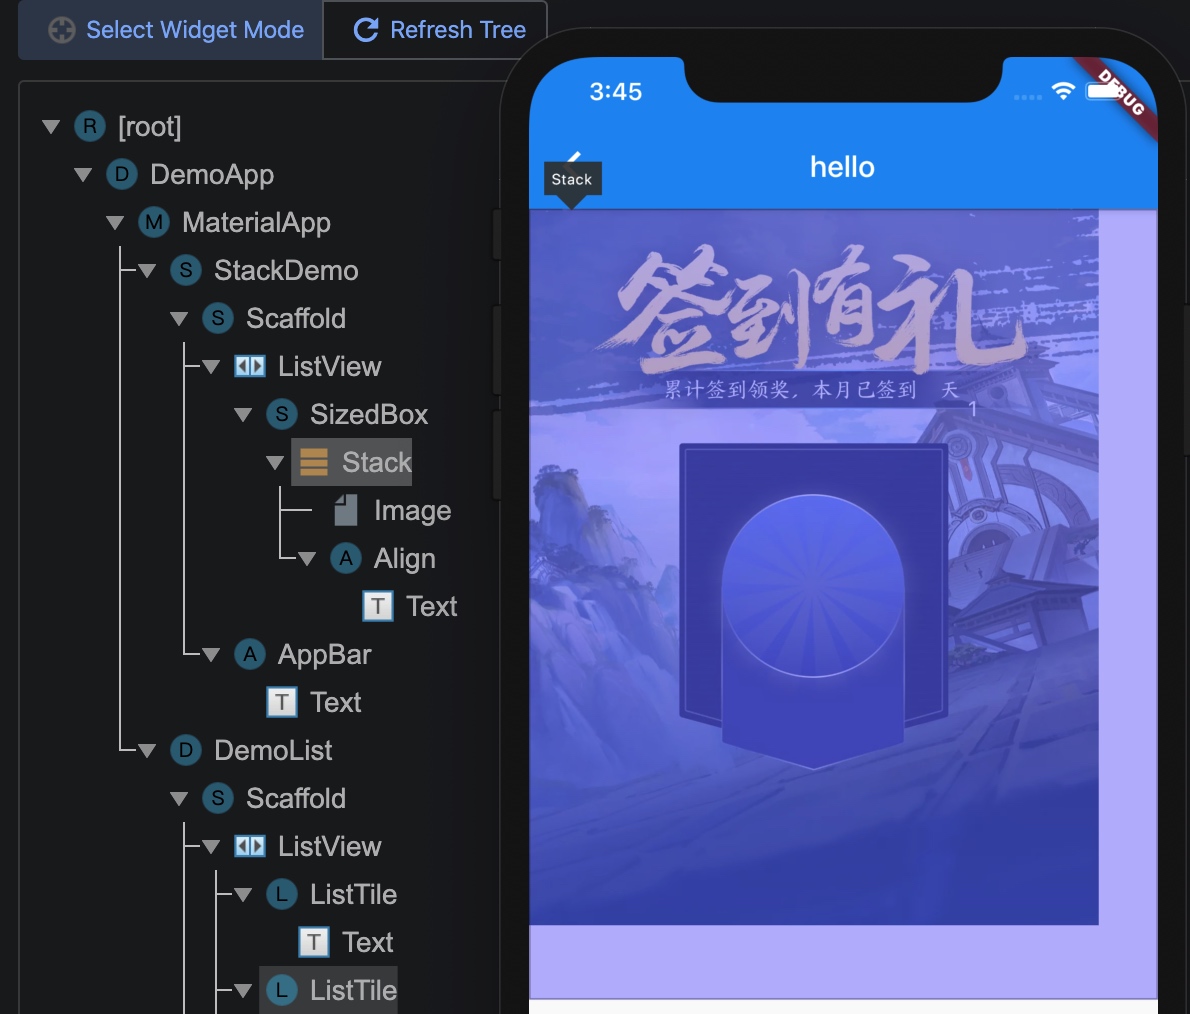 Select Widget Mode
Refresh Tree
R [root]
D DemoApp
M MaterialApp
S StackDemo
S Scaffold
ListView
S SizedBox
Stack
Image
A Align
T Text
A AppBar
T Text
D DemoList
S Scaffold
ListView
L ListTile
T Text
L ListTile
3:45
DEBUG
hello
Stack
签到有礼
累计签到领奖，本月已签到 天
1